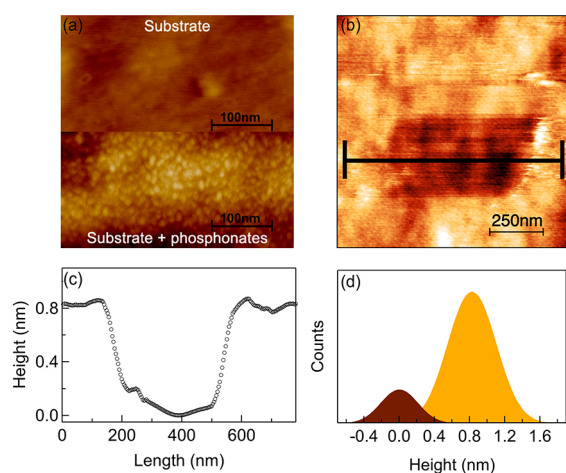 (a)
Substrate
100nm
100nm
Substrate + phosphonates
(b)
250nm
(c)
Height (nm)
0.8
0.4
0.0
0 200 400 600
Length (nm)
(d)
Counts
-0.4 0.0 0.4 0.8 1.2 1.6
Height (nm)